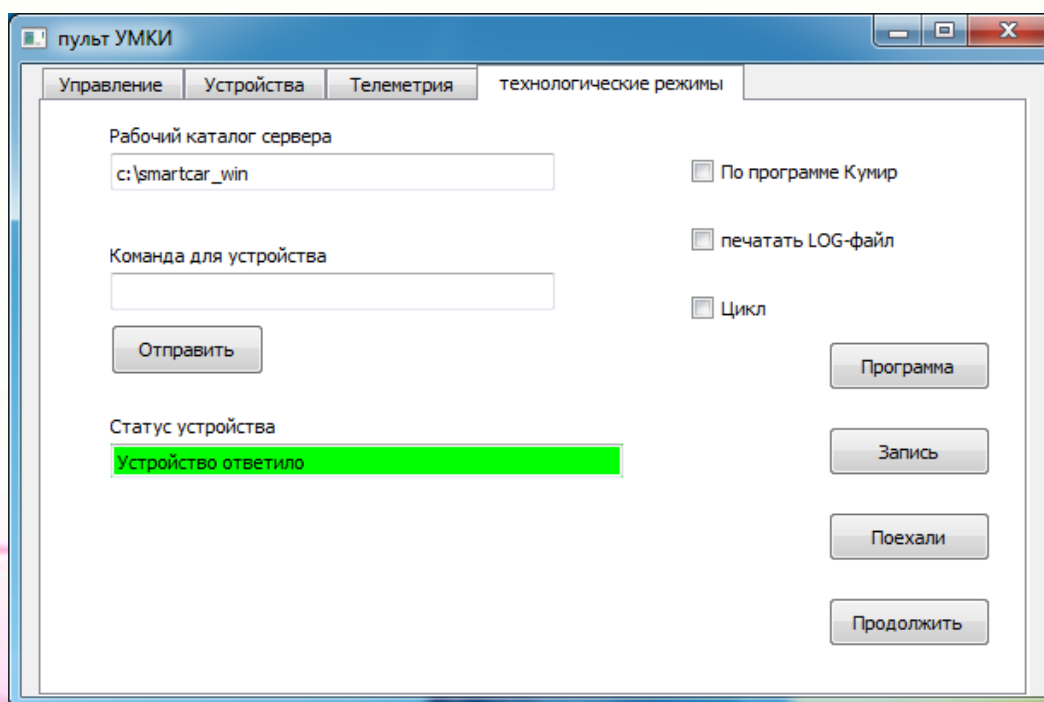 пульт УМКИ
Управление
Устройства
Телеметрия
технологические режимы
Рабочий каталог сервера
c:\smartcar_win
По программе Кумир
печатать LOG-файл
Команда для устройства
Цикл
Отправить
Программа
Статус устройства
Устройство ответило
Запись
Поехали
Продолжить